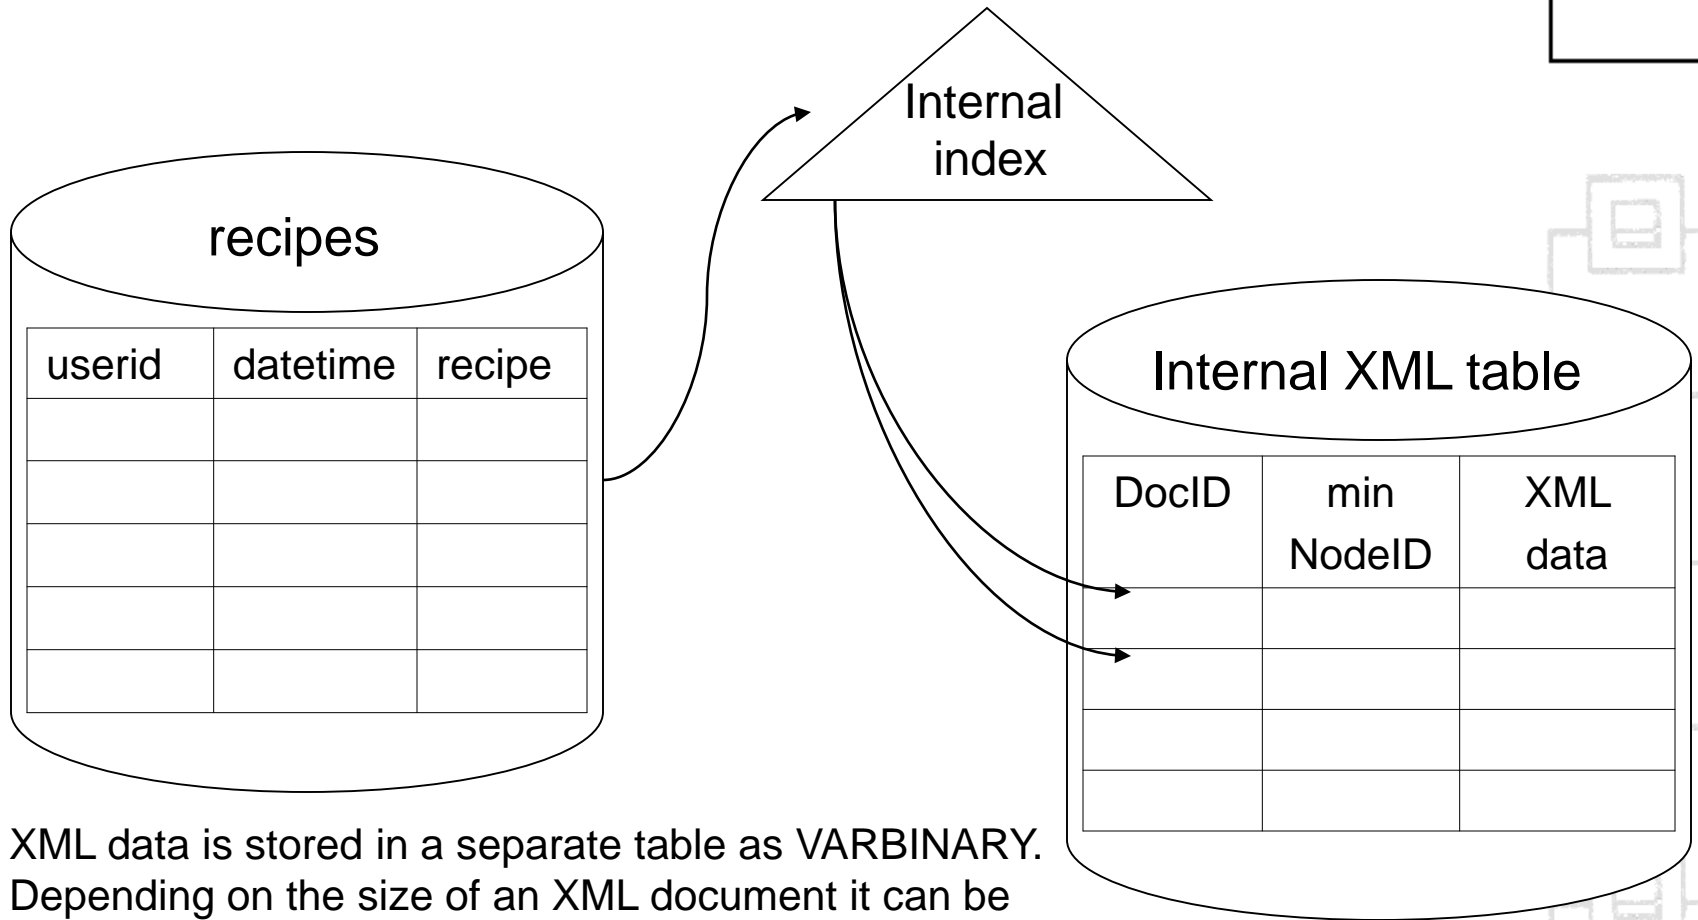 Internal
index
recipes
userid datetime recipe
Internal XML table
DocID min XML
NodeID data
XML data is stored in a separate table as VARBINARY.
Depending on the size of an XML document it can be